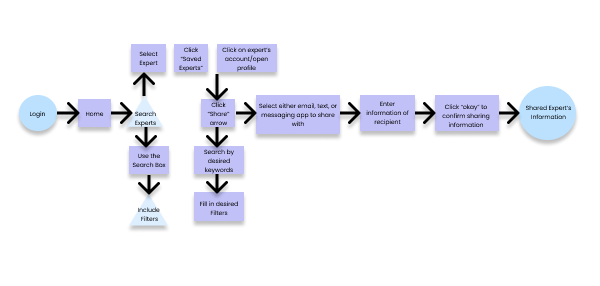 Login
Home
Search
Experts
Select
Expert
Use the
Search Box
Include
Filters
Click
"Saved
Experts"
Click on expert's
account/open
profile
Click
"Share"
arrow
Search by
desired
keywords
Fill in desired
Filters
Select either email, text, or
messaging app to share
with
Enter
information of
recipient
Click "okay" to
confirm sharing
information
Shared Expert's
Information